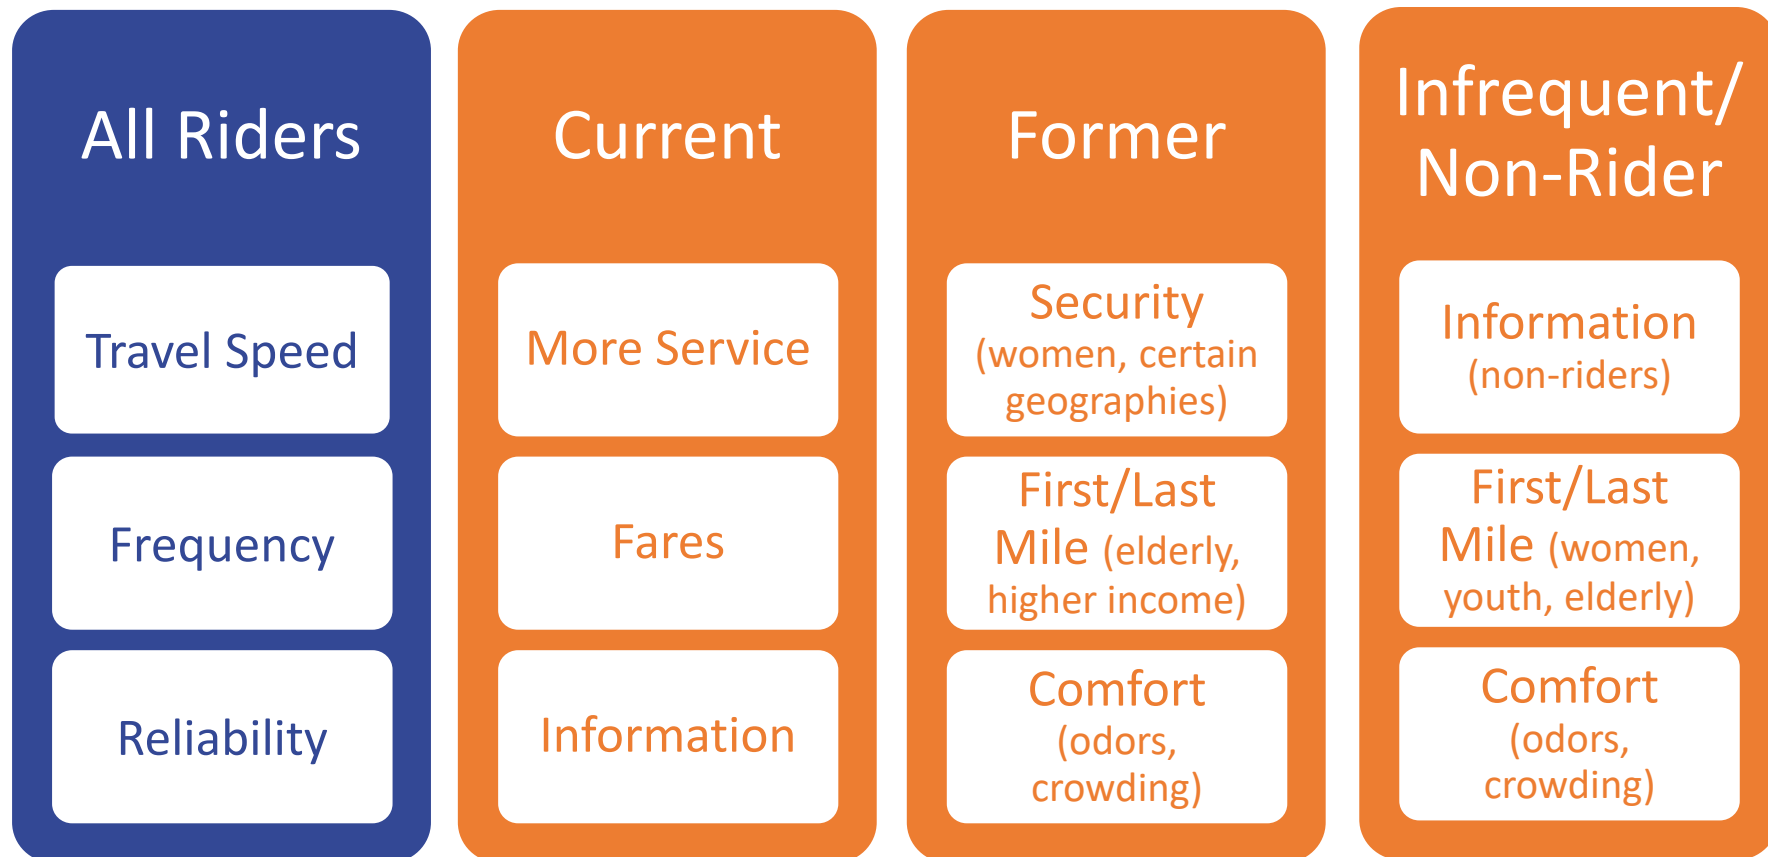 All Riders
Travel Speed
Frequency
Reliability
Current
More Service
Fares
Information
Former
Security
(women, certain
geographies)
First/Last
Mile (elderly,
higher income)
Comfort
(odors,
crowding)
Infrequent/
Non-Rider
Information
(non-riders)
First/Last
Mile (women,
youth, elderly)
Comfort
(odors,
crowding)